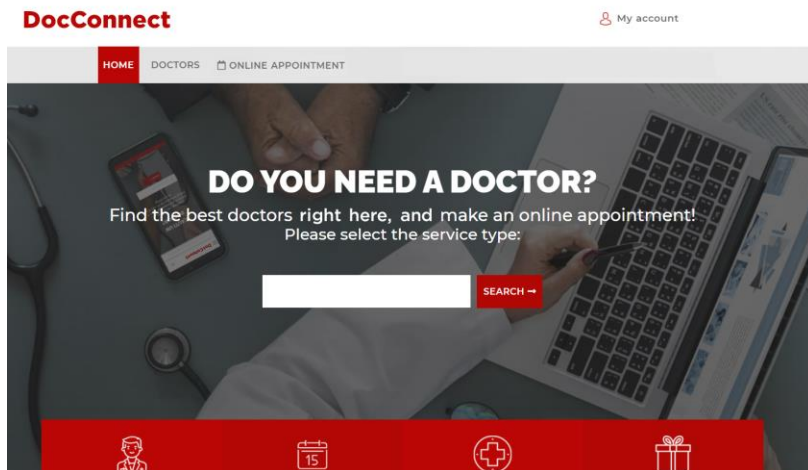 DocConnect
My account
HOME
DOCTORS
ONLINE APPOINTMENT
DO YOU NEED A DOCTOR?
Find the best doctors right here, and make an online appointment!
Please select the service type:
SEARCH →
15